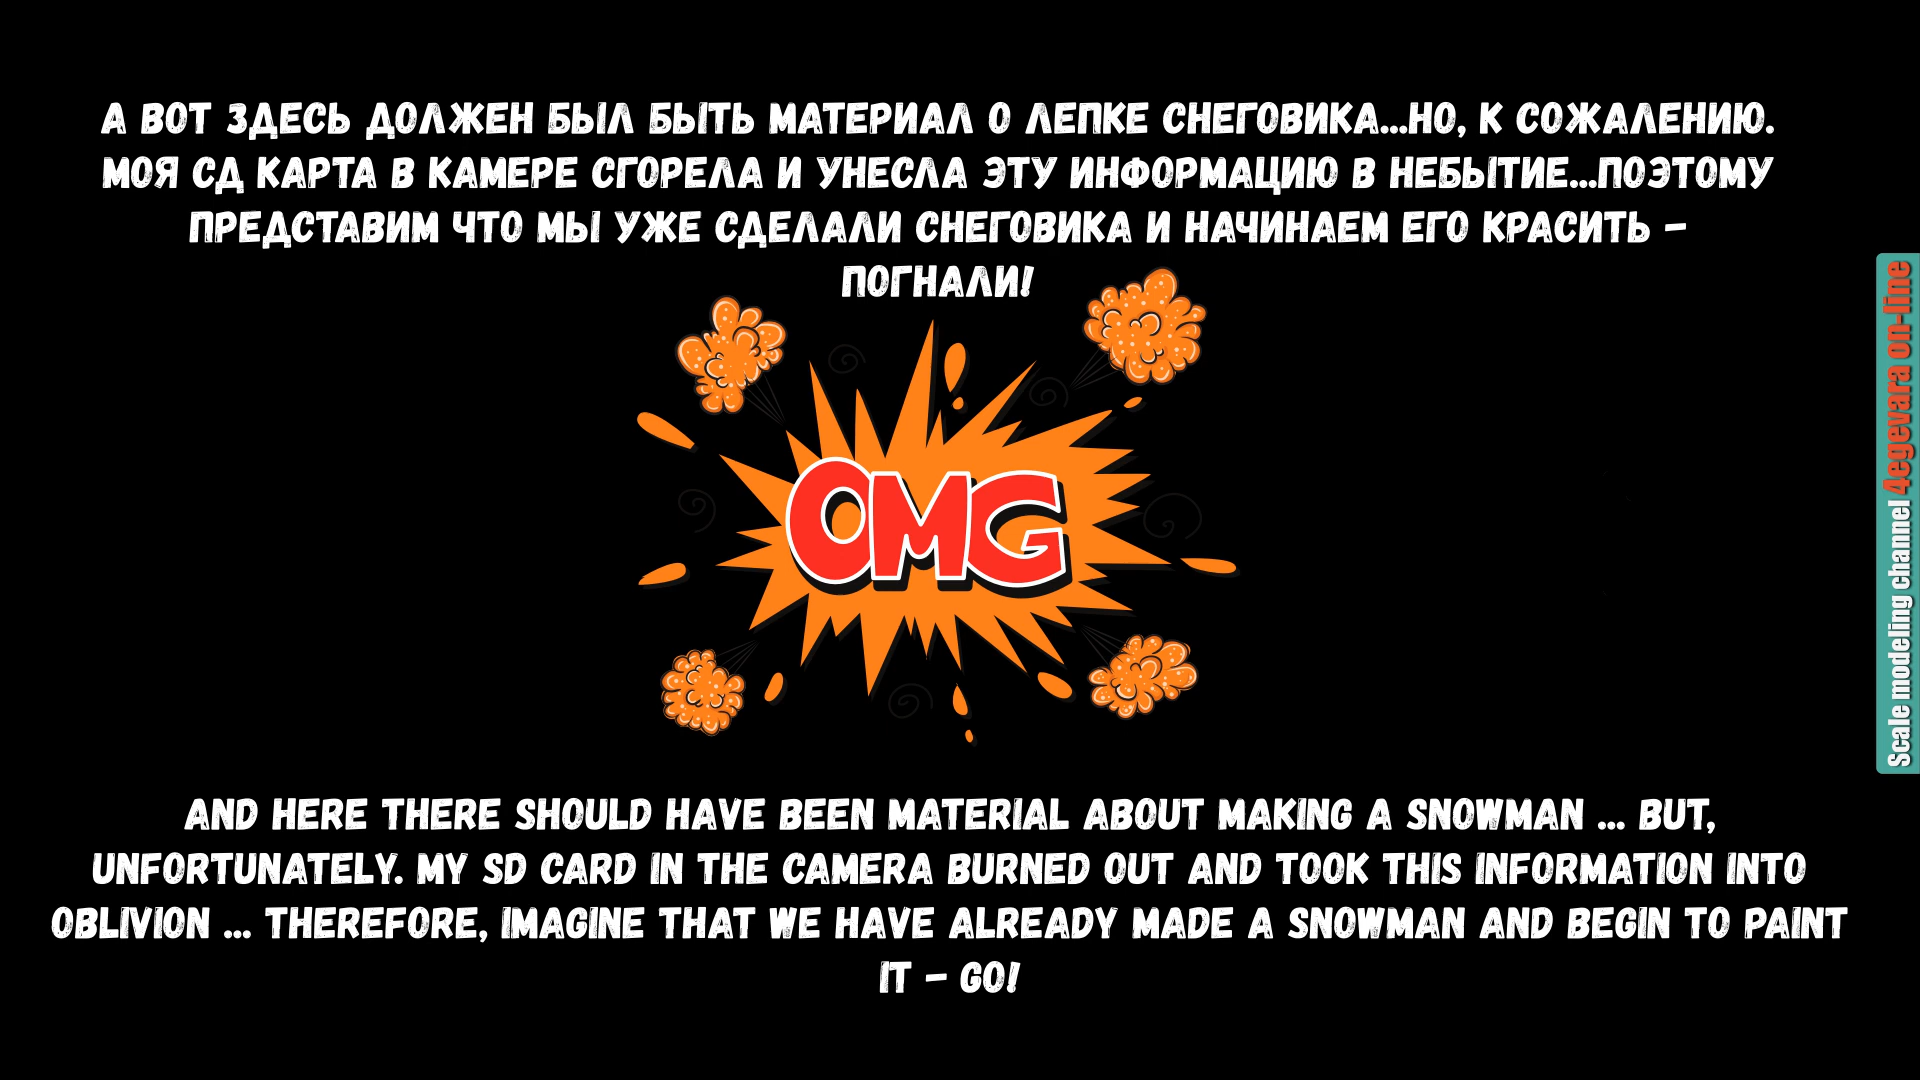 А ВОТ ЗДЕСЬ ДОЛЖЕН БЫЛ БЫТЬ МАТЕРИАЛ О ЛЕПКЕ СНЕГОВИКА...НО, К СОЖАЛЕНИЮ.
МОЯ СД КАРТА В КАМЕРЕ СГОРЕЛА И УНЕСЛА ЭТУ ИНФОРМАЦИЮ В НЕБЫТИЕ...ПОЭТОМУ
ПРЕДСТАВИМ ЧТО МЫ УЖЕ СДЕЛАЛИ СНЕГОВИКА И НАЧИНАЕМ ЕГО КРАСИТЬ –
ПОГНАЛИ!
OMG
AND HERE THERE SHOULD HAVE BEEN MATERIAL ABOUT MAKING A SNOWMAN ... BUT,
UNFORTUNATELY. MY SD CARD IN THE CAMERA BURNED OUT AND TOOK THIS INFORMATION INTO
OBLIVION ... THEREFORE, IMAGINE THAT WE HAVE ALREADY MADE A SNOWMAN AND BEGIN TO PAINT
IT – GO!
Scale modeling channel 4egevara on-line